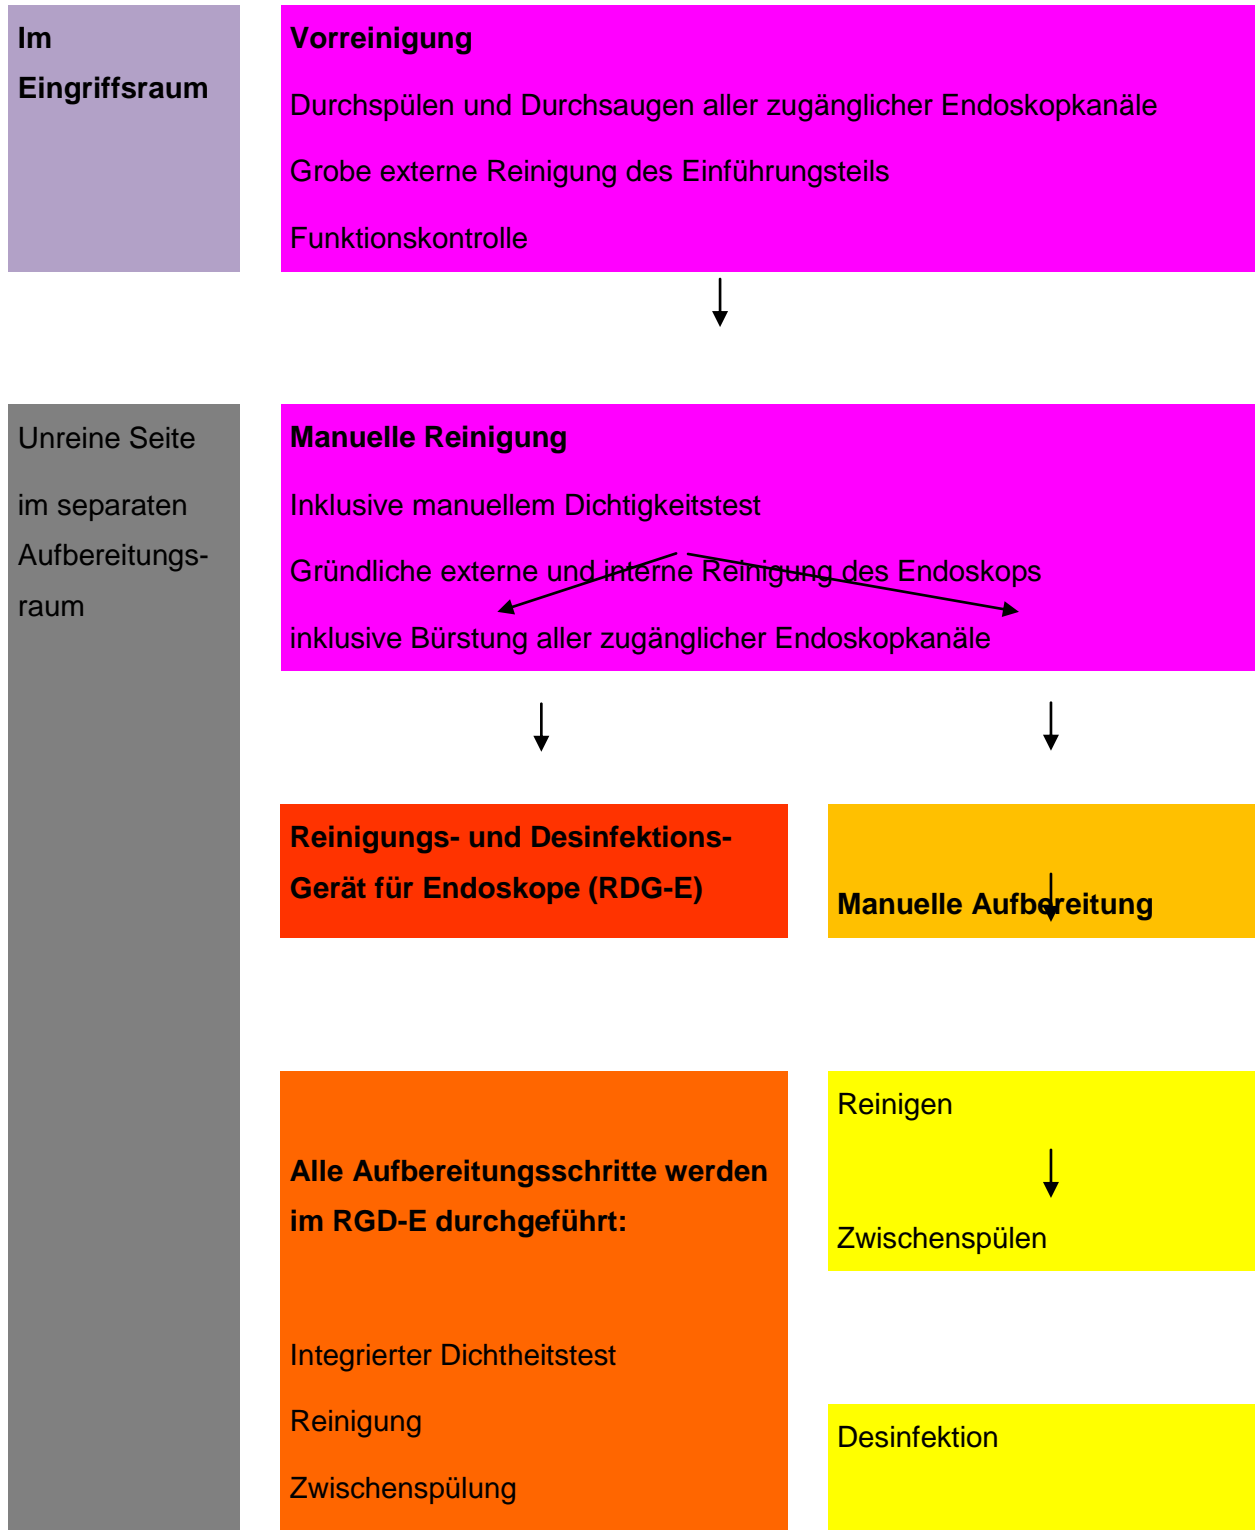 Im
Eingriffsraum
Vorreinigung
Durchspülen und Durchsaugen aller zugänglicher Endoskopkanäle
Grobe externe Reinigung des Einführungsteils
Funktionskontrolle
Unreine Seite
im separaten
Aufbereitungs-
raum
Manuelle Reinigung
Inklusive manuellem Dichtigkeitstest
Gründliche externe und interne Reinigung des Endoskops
inklusive Bürstung aller zugänglicher Endoskopkanäle
Reinigungs- und Desinfektions-
Gerät für Endoskope (RDG-E)
Manuelle Aufbereitung
Alle Aufbereitungsschritte werden
im RGD-E durchgeführt:
Integrierter Dichtheitstest
Reinigung
Zwischenspülung
Reinigen
Zwischenspülen
Desinfektion